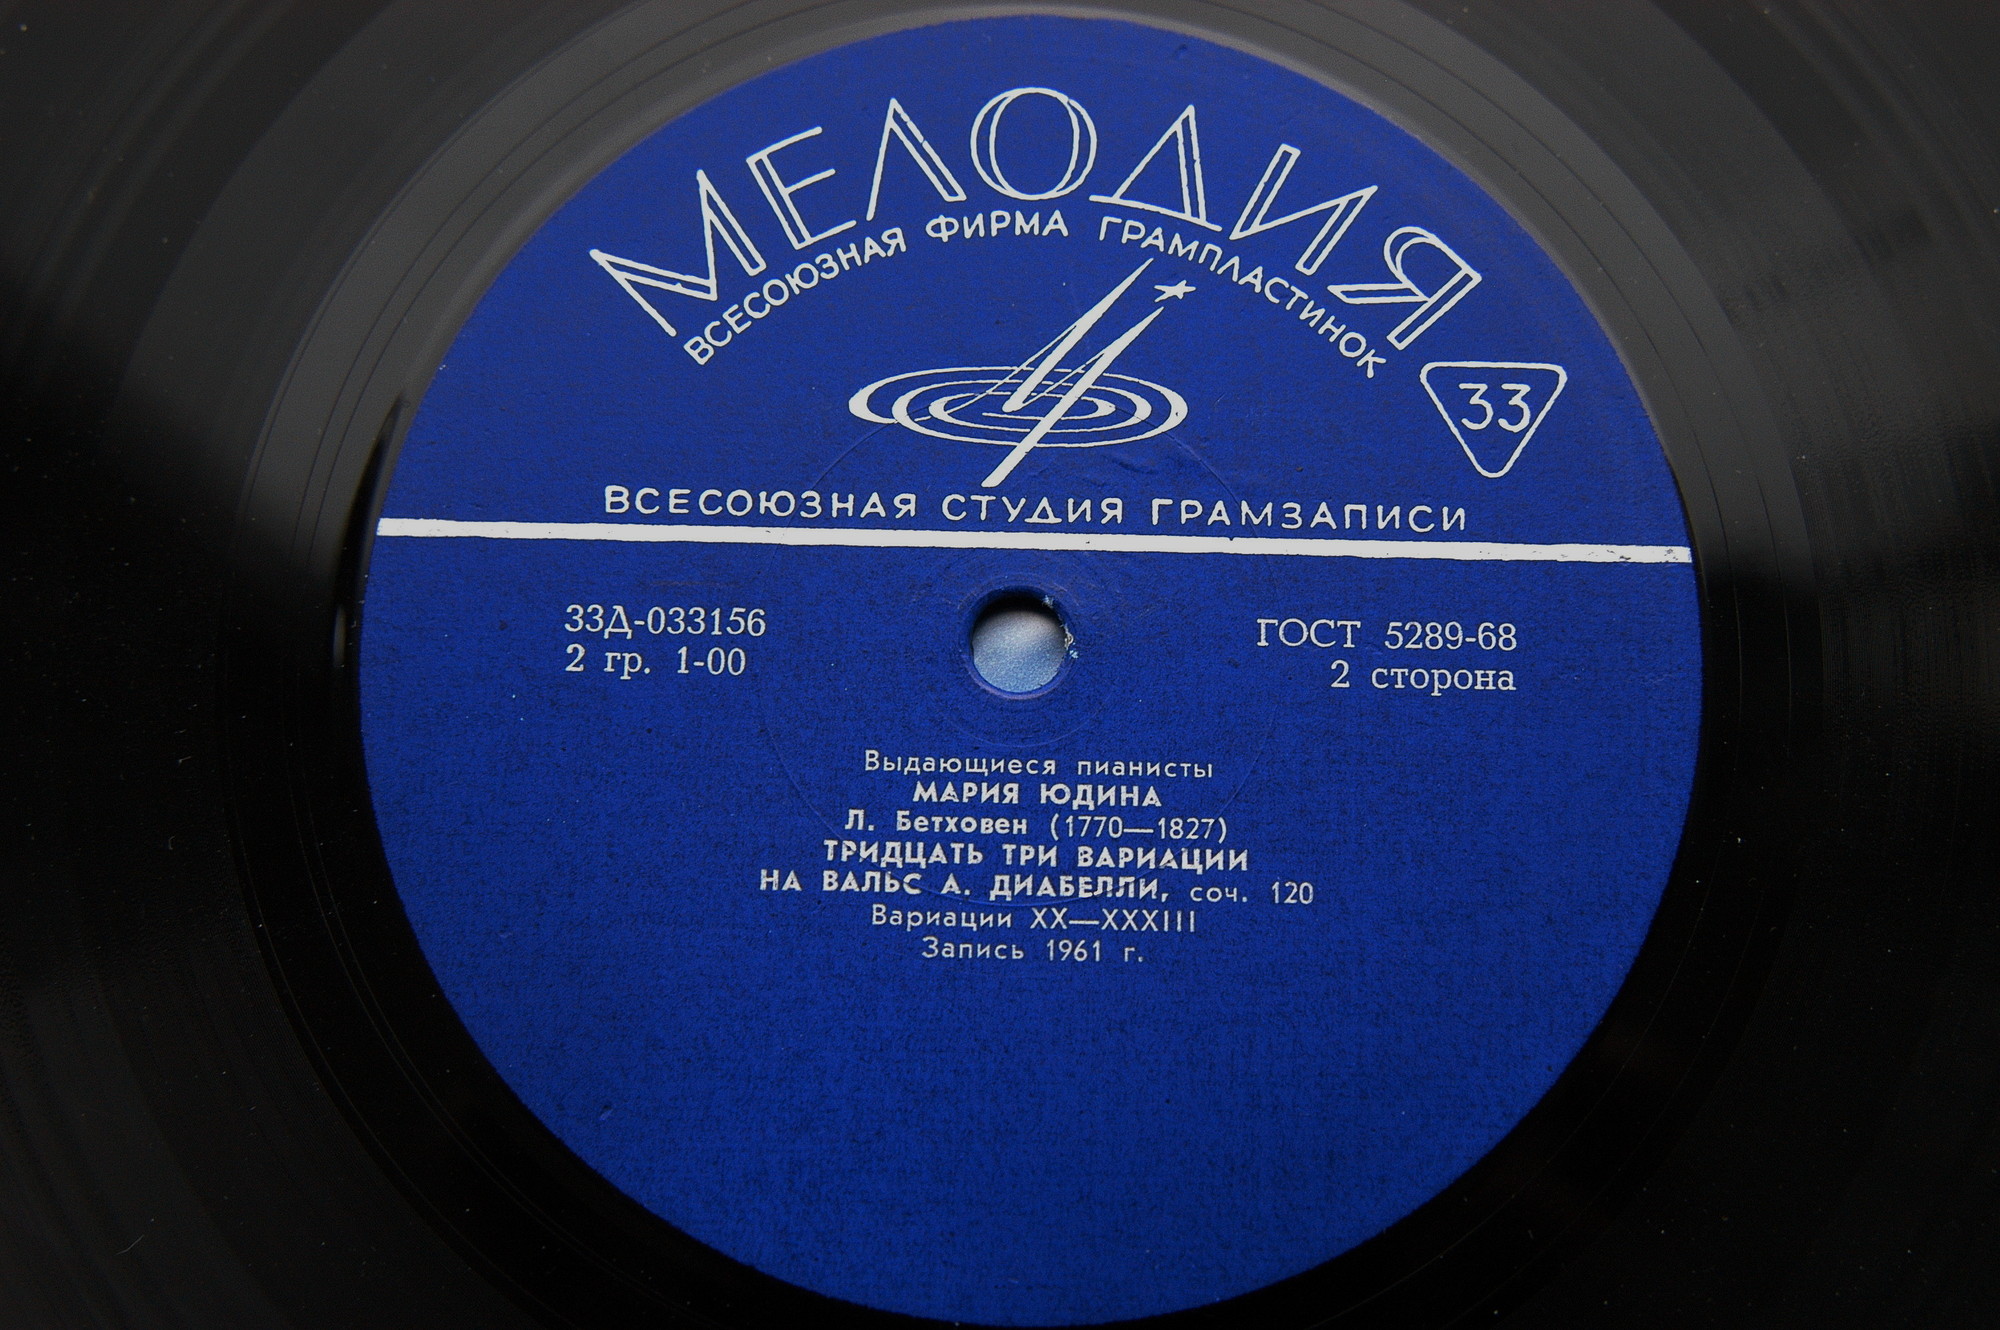 МЕЛОДИЯ
ВСЕСОЮЗНАЯ ФИРМА ГРАМПЛАСТИНОК
33
ВСЕСОЮЗНАЯ СТУДИЯ ГРАМЗАПИСИ
33Д-033156
2 гр. 1-00
ГОСТ 5289-68
2 сторона
Выдающиеся пианисты
МАРИЯ ЮДИНА
Л. Бетховен (1770—1827)
ТРИДЦАТЬ ТРИ ВАРИАЦИИ
НА ВАЛЬС А. ДИАБЕЛЛИ, соч. 120
Вариации XX—XXXIII
Запись 1961 г.